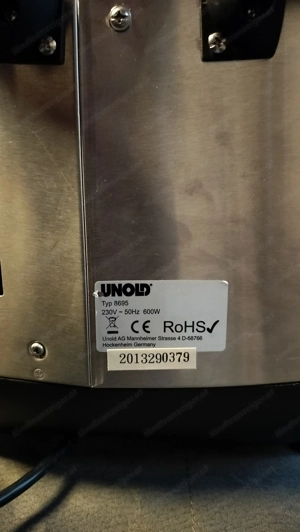 UNOLD®
Typ 8695
230V ~ 50Hz 600W
CE RoHS✓
Unold AG Mannheimer Strasse 4 D-68766
Hockenheim Germany
2013290379